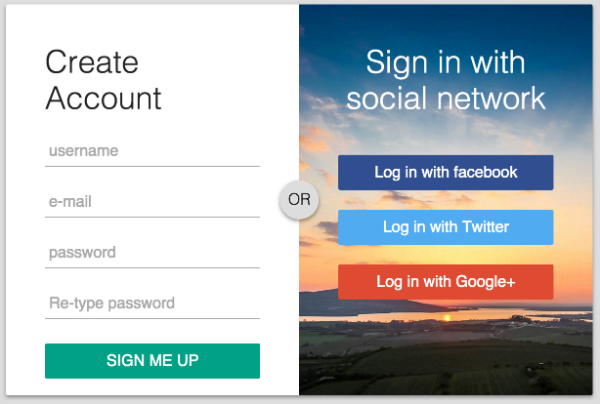 Create
Account
username
e-mail
password
Re-type password
SIGN ME UP
OR
Sign in with
social network
Log in with facebook
Log in with Twitter
Log in with Google+